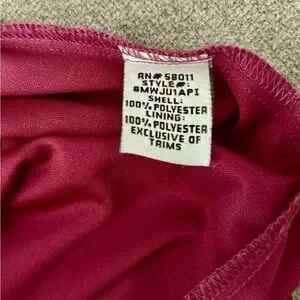 RN# 58011
STYLE#:
8MWJU1API
SHELL:
100% POLYESTER
LINING:
100% POLYESTER
EXCLUSIVE OF
TRIMS